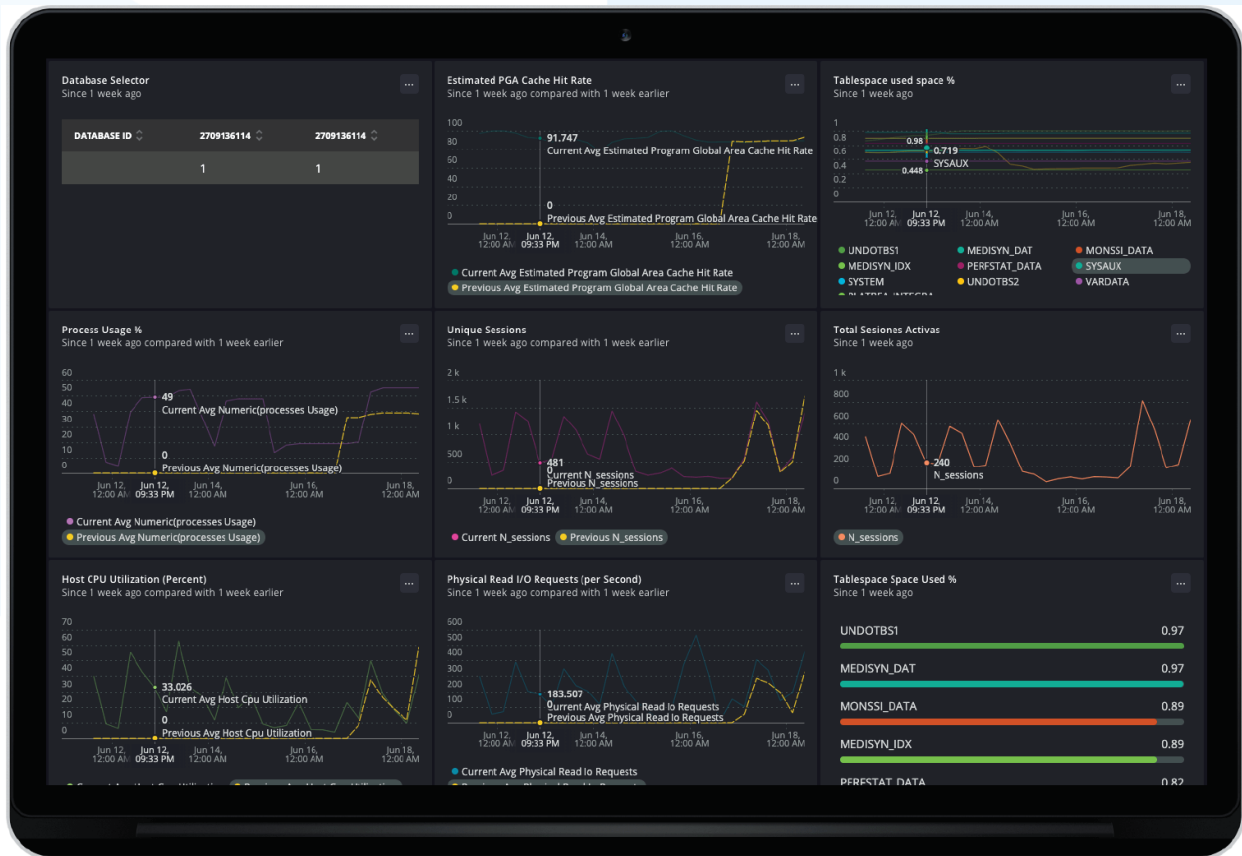 Database Selector
Since 1 week ago
DATABASE ID 2709136114 2709136114
1 1
Estimated PGA Cache Hit Rate
Since 1 week ago compared with 1 week earlier
100
80
60
40
20
0
91.747
Current Avg Estimated Program Global Area Cache Hit Rate
0
Previous Avg Estimated Program Global Area Cache Hit Rate
Jun 12, Jun 12, Jun 14, Jun 16, Jun 18,
12:00 AM 09:33 PM 12:00 AM 12:00 AM 12:00 AM
Current Avg Estimated Program Global Area Cache Hit Rate
Previous Avg Estimated Program Global Area Cache Hit Rate
Tablespace used space %
Since 1 week ago
1
0.8
0.6
0.4
0.2
0
0.98
0.719
SYSAUX
0.448
Jun 12, Jun 12, Jun 14, Jun 16, Jun 18,
12:00 AM 09:33 PM 12:00 AM 12:00 AM 12:00 AM
UNDOTBS1 MEDISYN_DAT MONSSI_DATA
MEDISYN_IDX PERFSTAT_DATA SYSAUX
SYSTEM UNDOTBS2 VARDATA
Process Usage %
Since 1 week ago compared with 1 week earlier
60
50
40
30
20
10
0
49
Current Avg Numeric(processes Usage)
0
Previous Avg Numeric(processes Usage)
Jun 12, Jun 12, Jun 14, Jun 16, Jun 18,
12:00 AM 09:33 PM 12:00 AM 12:00 AM 12:00 AM
Current Avg Numeric(processes Usage)
Previous Avg Numeric(processes Usage)
Unique Sessions
Since 1 week ago compared with 1 week earlier
2 k
1.5 k
1 k
500
0
481
0
Current N_sessions
Previous N_sessions
Jun 12, Jun 12, Jun 14, Jun 16, Jun 18,
12:00 AM 09:33 PM 12:00 AM 12:00 AM 12:00 AM
Current N_sessions Previous N_sessions
Total Sesiones Activas
Since 1 week ago
1 k
800
600
400
200
0
240
N_sessions
Jun 12, Jun 12, Jun 14, Jun 16, Jun 18,
12:00 AM 09:33 PM 12:00 AM 12:00 AM 12:00 AM
N_sessions
Host CPU Utilization (Percent)
Since 1 week ago compared with 1 week earlier
70
60
50
40
30
20
10
0
33.026
Current Avg Host Cpu Utilization
0
Previous Avg Host Cpu Utilization
Jun 12, Jun 12, Jun 14, Jun 16, Jun 18,
12:00 AM 09:33 PM 12:00 AM 12:00 AM 12:00 AM
Physical Read I/O Requests (per Second)
Since 1 week ago compared with 1 week earlier
600
500
400
300
200
100
0
183.507
0
Current Avg Physical Read Io Requests
Previous Avg Physical Read Io Requests
Jun 12, Jun 12, Jun 14, Jun 16, Jun 18,
12:00 AM 09:33 PM 12:00 AM 12:00 AM 12:00 AM
Current Avg Physical Read Io Requests
Tablespace Space Used %
Since 1 week ago
UNDOTBS1 0.97
MEDISYN_DAT 0.97
MONSSI_DATA 0.89
MEDISYN_IDX 0.89
PERFSTAT_DATA 0.82